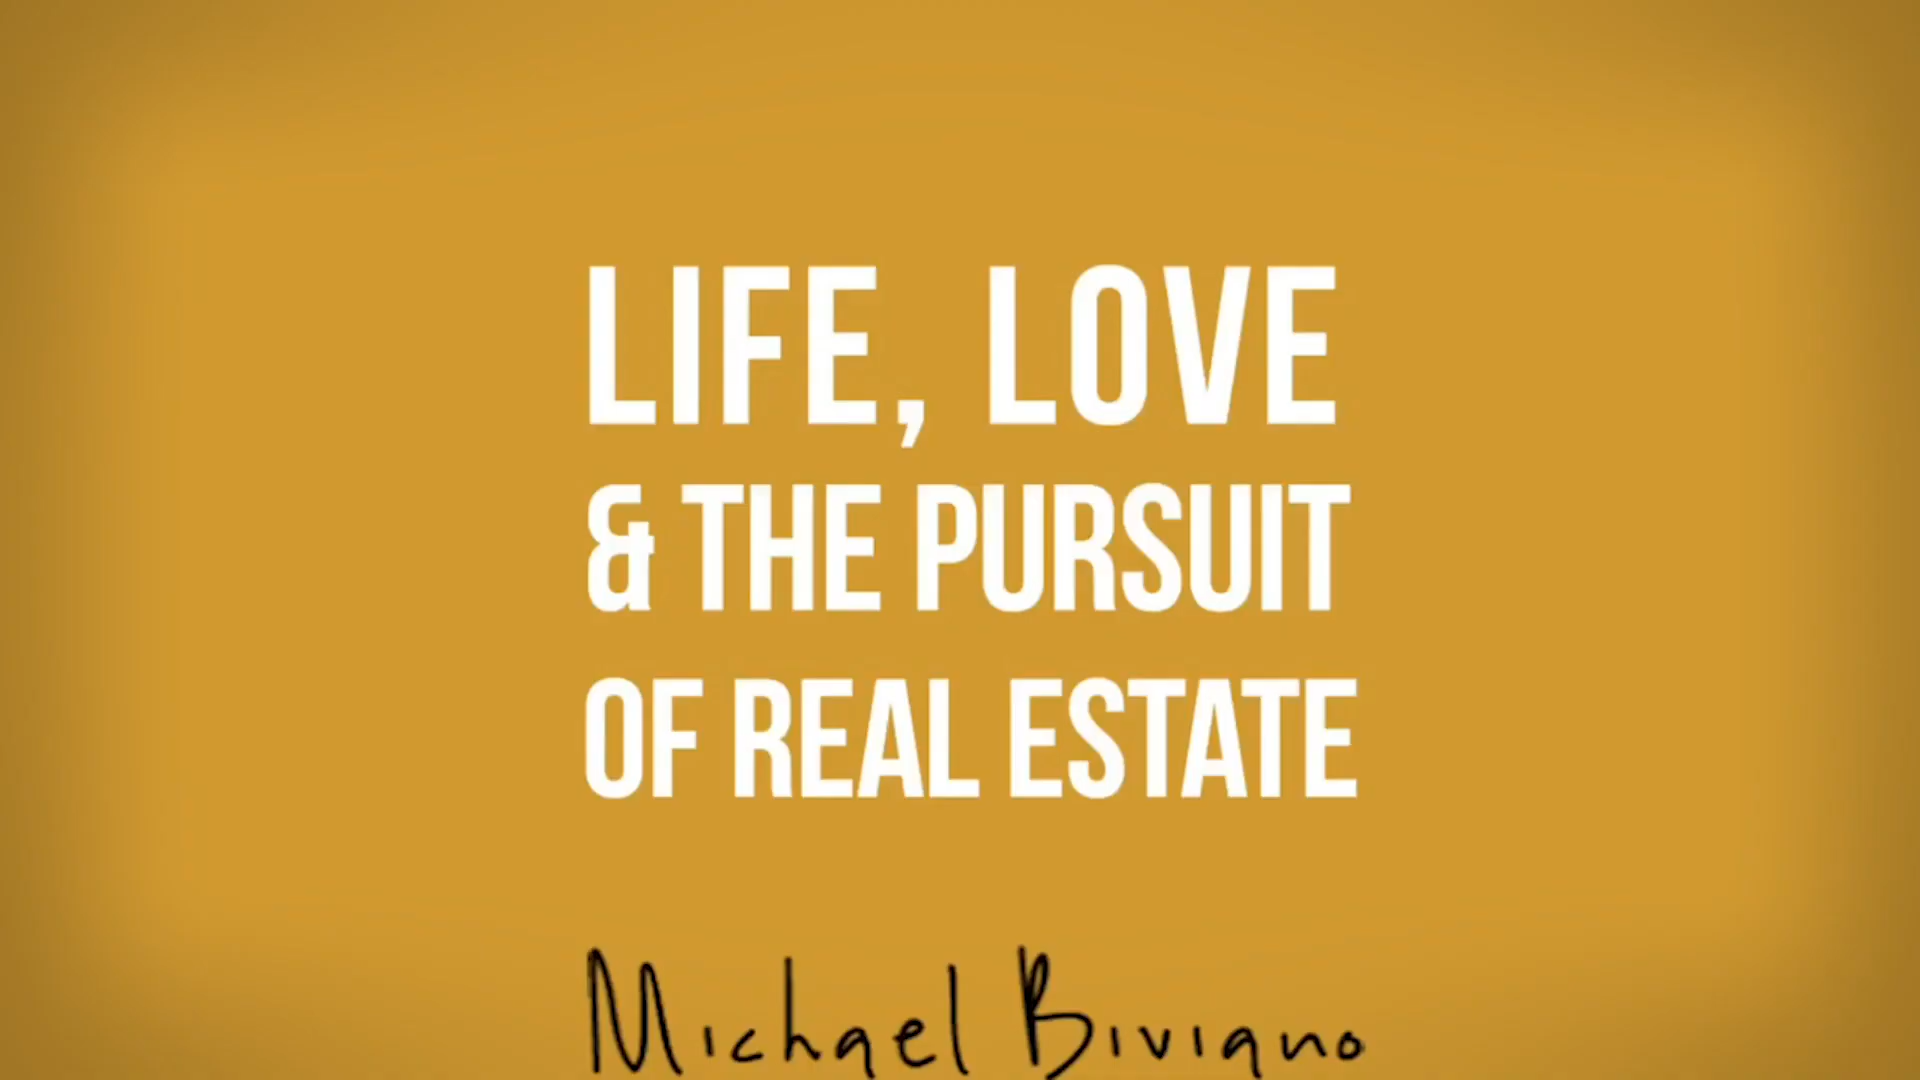 LIFE, LOVE
& THE PURSUIT
OF REAL ESTATE
Michael Biviano